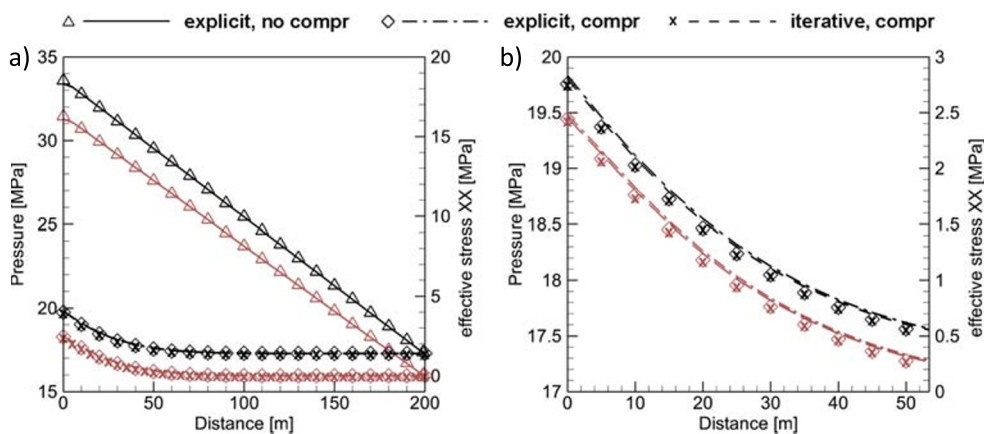 explicit, no compr explicit, compr iterative, compr
a) b)
35 20 20 3
30 15 19.5 2.5
19 2
25 10 18.5 1.5
20 5 18 1
17.5 0.5
15 0 17 0
Pressure [MPa]
effective stress XX [MPa]
Pressure [MPa]
effective stress XX [MPa]
0 50 100 150 200 0 10 20 30 40 50
Distance [m] Distance [m]